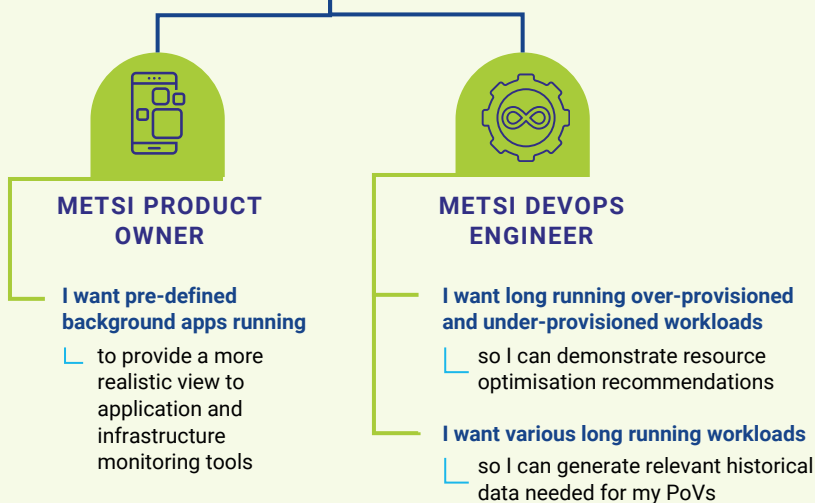 METSI PRODUCT
OWNER
I want pre-defined
background apps running
to provide a more
realistic view to
application and
infrastructure
monitoring tools
METSI DEVOPS
ENGINEER
I want long running over-provisioned
and under-provisioned workloads
so I can demonstrate resource
optimisation recommendations
I want various long running workloads
so I can generate relevant historical
data needed for my PoVs